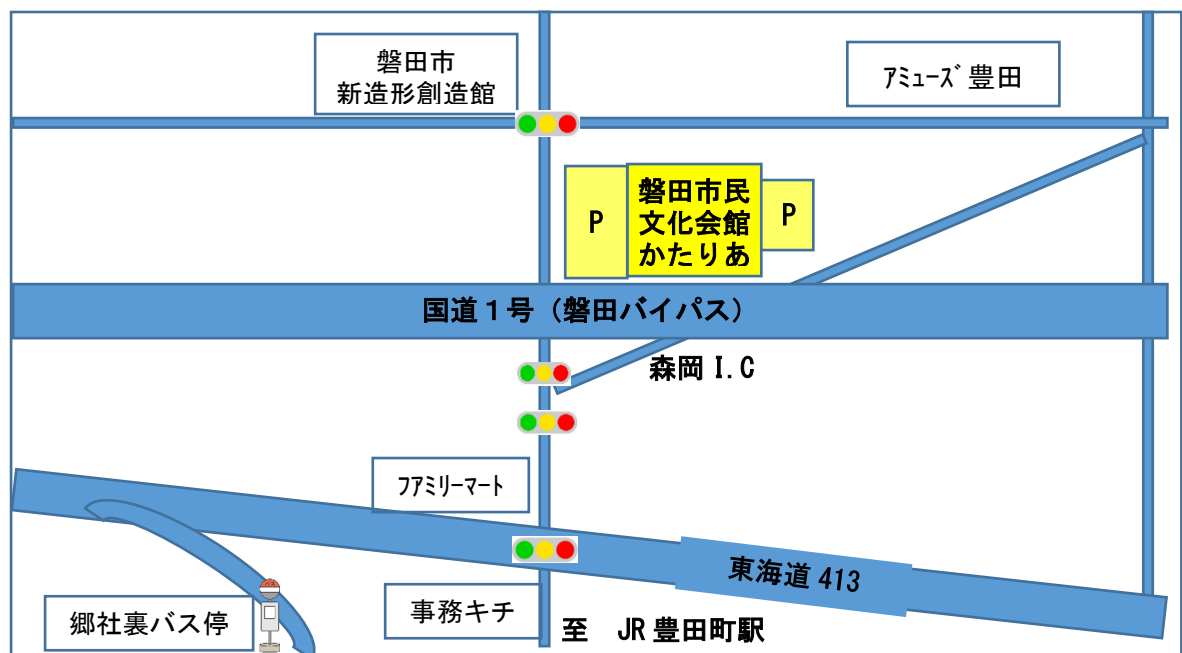 磐田市
新造形創造館
ｱﾐｭｰｽﾞ豊田
P
磐田市民
文化会館
かたりあ
P
国道１号（磐田バイパス）
森岡 I.C
ﾌｱﾐﾘｰﾏｰﾄ
東海道 413
郷社裏バス停
事務キチ
至　JR 豊田町駅